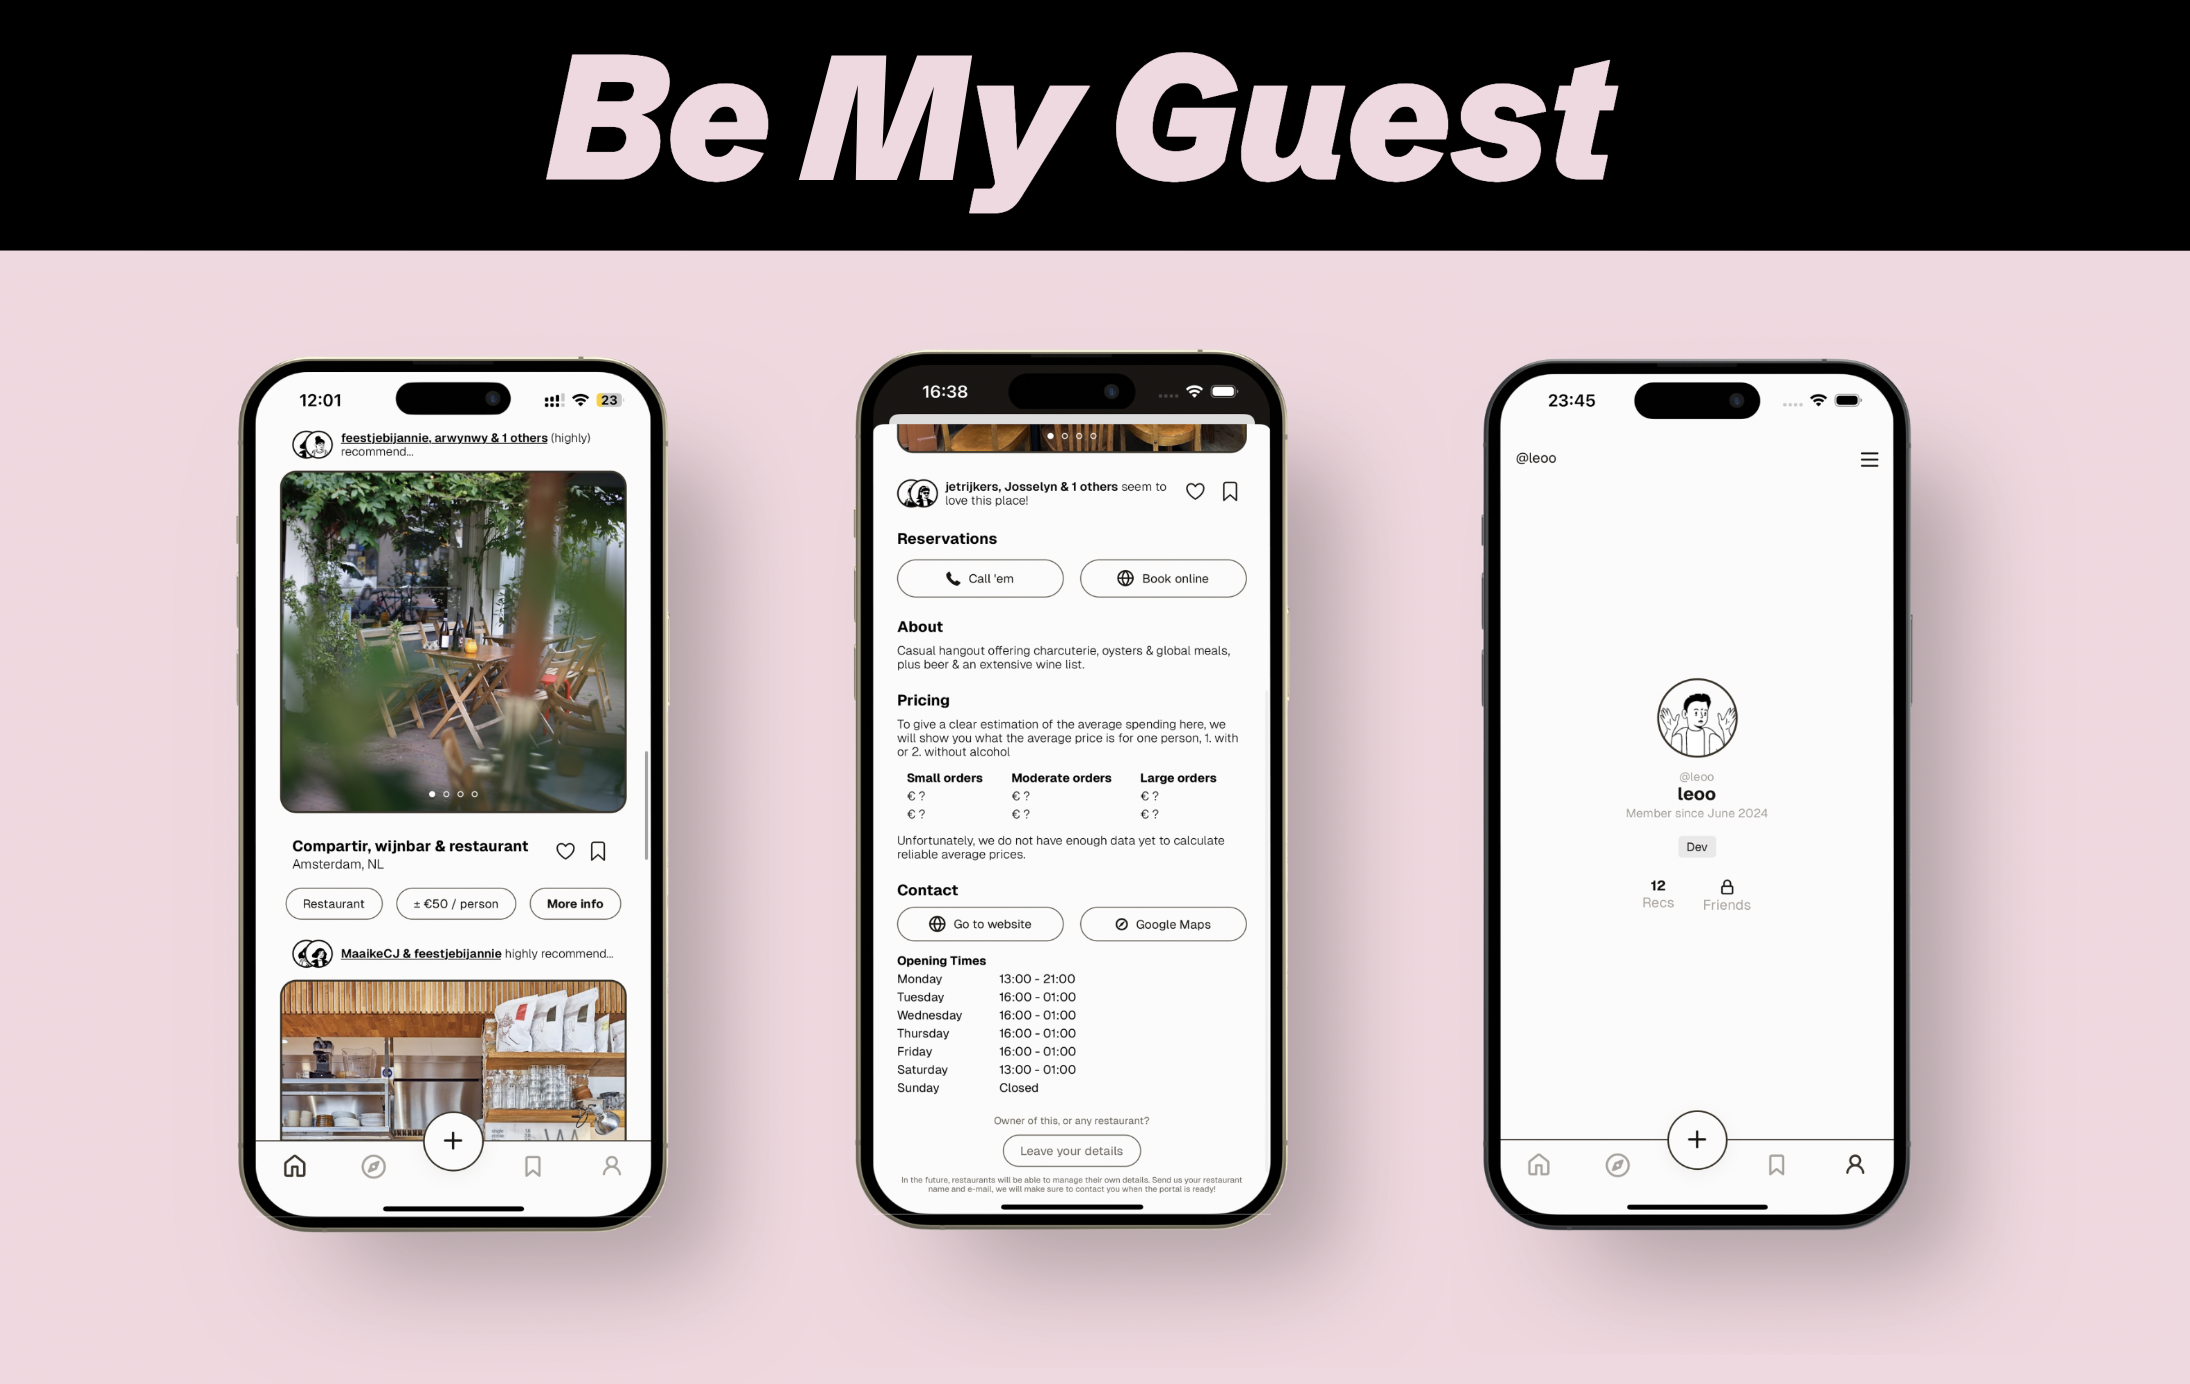 Be My Guest
12:01
23
feestjebijannie, arwynwy & 1 others (highly)
recommend...
Compartir, wijnbar & restaurant
Amsterdam, NL
Restaurant
± €50 / person
More info
MaaikeCJ & feestjebijannie highly recommend...
16:38
jetrijkers, Josselyn & 1 others seem to
love this place!
Reservations
Call 'em
Book online
About
Casual hangout offering charcuterie, oysters & global meals,
plus beer & an extensive wine list.
Pricing
To give a clear estimation of the average spending here, we
will show you what the average price is for one person, 1. with
or 2. without alcohol
Small orders Moderate orders Large orders
€ ? € ? € ?
€ ? € ? € ?
Unfortunately, we do not have enough data yet to calculate
reliable average prices.
Contact
Go to website
Google Maps
Opening Times
Monday 13:00 - 21:00
Tuesday 16:00 - 01:00
Wednesday 16:00 - 01:00
Thursday 16:00 - 01:00
Friday 16:00 - 01:00
Saturday 13:00 - 01:00
Sunday Closed
Owner of this, or any restaurant?
Leave your details
In the future, restaurants will be able to manage their own details. Send us your restaurant
name and e-mail, we will make sure to contact you when the portal is ready!
23:45
@leoo
@leoo
leoo
Member since June 2024
Dev
12
Recs
Friends